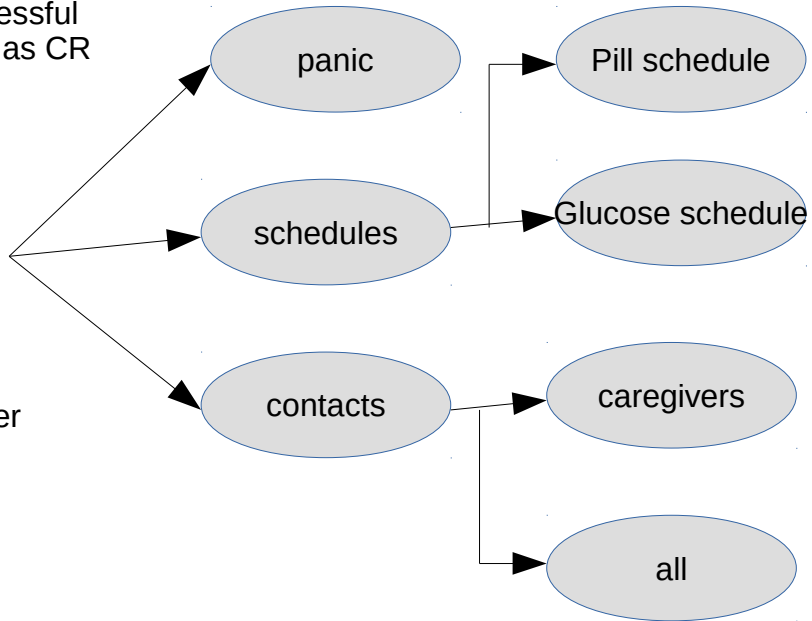 essful
as CR
panic
Pill schedule
schedules
Glucose schedule
contacts
caregivers
er
all